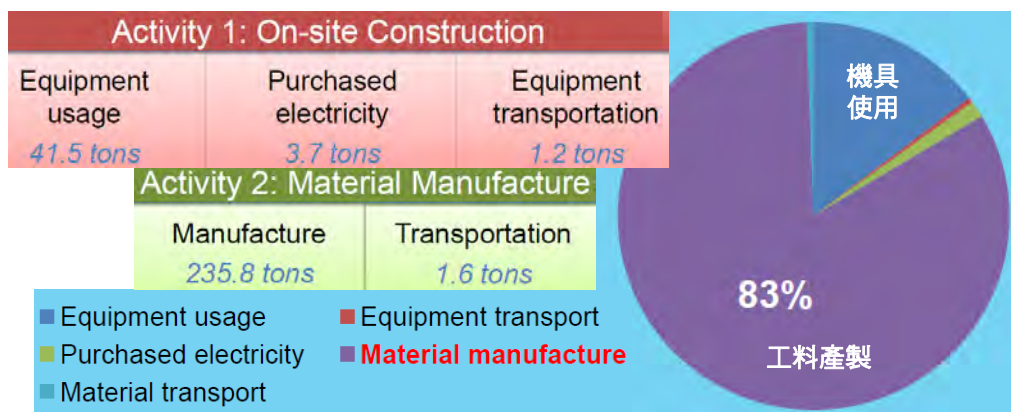 Activity 1: On-site Construction
Equipment
usage
41.5 tons
Purchased
electricity
3.7 tons
Equipment
transportation
1.2 tons
Activity 2: Material Manufacture
Manufacture
235.8 tons
Transportation
1.6 tons
Equipment usage
Equipment transport
Purchased electricity
Material manufacture
Material transport
機具
使用
83%
工料產製